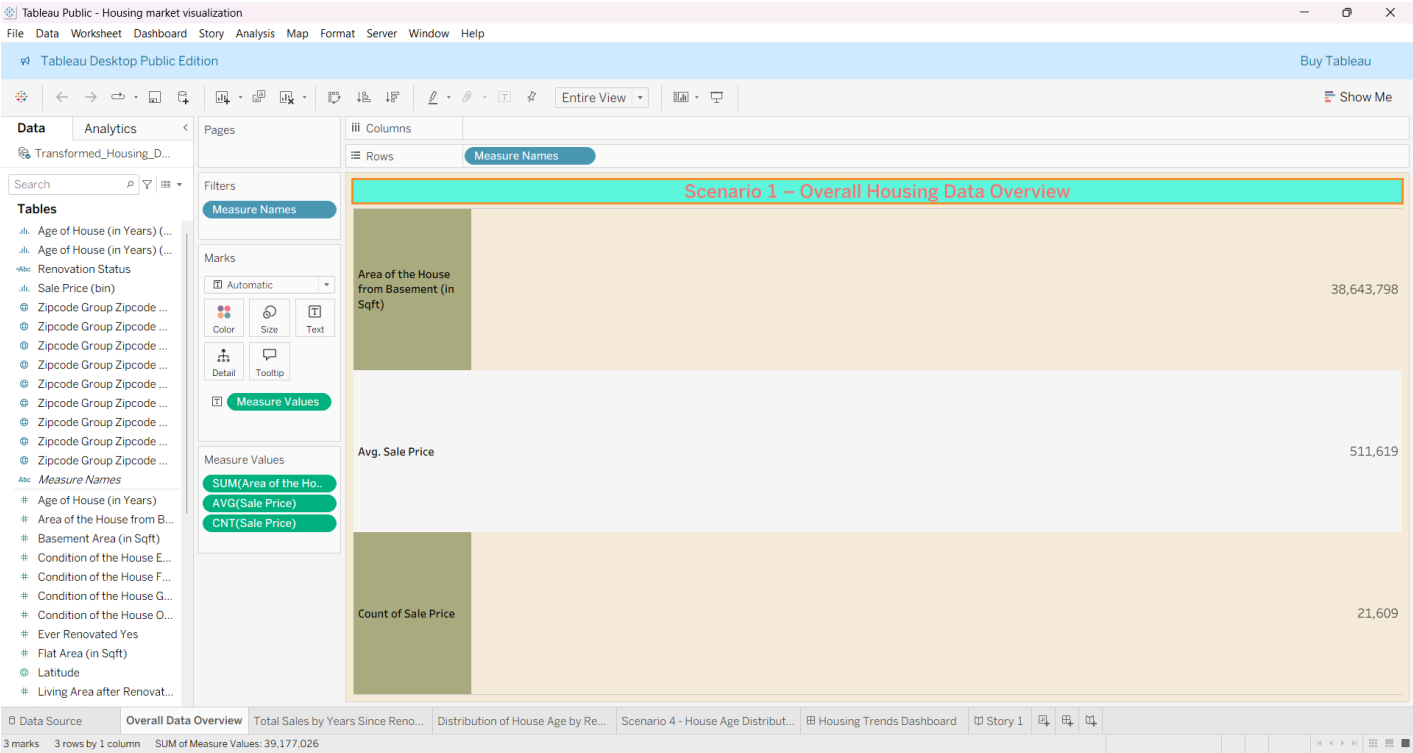 Tableau Public - Housing market visualization
File Data Worksheet Dashboard Story Analysis Map Format Server Window Help
Tableau Desktop Public Edition
Buy Tableau
Entire View
Show Me
Data Analytics
Transformed_Housing_D...
Search
Tables
Age of House (in Years) (...
Age of House (in Years) (...
Abc Renovation Status
Sale Price (bin)
Zipcode Group Zipcode ...
Zipcode Group Zipcode ...
Zipcode Group Zipcode ...
Zipcode Group Zipcode ...
Zipcode Group Zipcode ...
Zipcode Group Zipcode ...
Zipcode Group Zipcode ...
Zipcode Group Zipcode ...
Zipcode Group Zipcode ...
Abc Measure Names
# Age of House (in Years)
# Area of the House from B...
# Basement Area (in Sqft)
# Condition of the House E...
# Condition of the House F...
# Condition of the House G...
# Condition of the House O...
# Ever Renovated Yes
# Flat Area (in Sqft)
Latitude
# Living Area after Renovat...
Pages
Filters
Measure Names
Marks
T Automatic
Color Size Text
Detail Tooltip
T Measure Values
Measure Values
SUM(Area of the Ho..
AVG(Sale Price)
CNT(Sale Price)
Columns
Rows Measure Names
Scenario 1 – Overall Housing Data Overview
Area of the House
from Basement (in
Sqft)
38,643,798
Avg. Sale Price
511,619
Count of Sale Price
21,609
Data Source Overall Data Overview Total Sales by Years Since Reno... Distribution of House Age by Re... Scenario 4 - House Age Distribut... Housing Trends Dashboard Story 1
3 marks 3 rows by 1 column SUM of Measure Values: 39,177,026